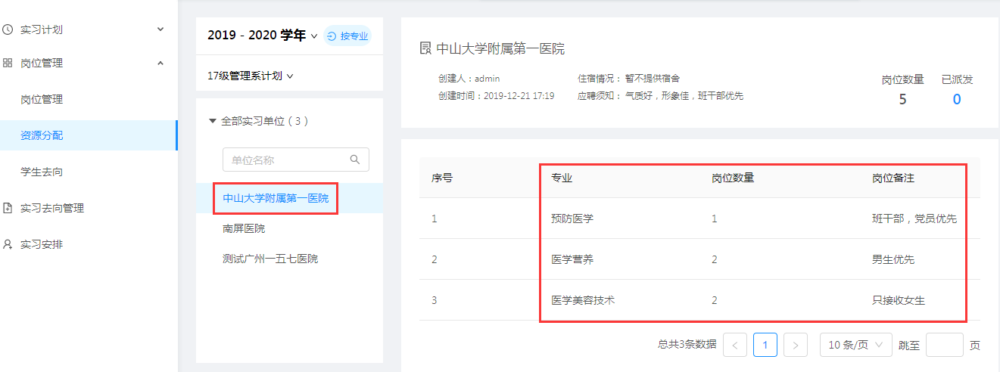 实习计划
岗位管理
岗位管理
资源分配
学生去向
实习去向管理
实习安排
2019 - 2020 学年
按专业
17级管理系计划
全部实习单位（3）
单位名称
中山大学附属第一医院
南屏医院
测试广州一五七医院
中山大学附属第一医院
创建人：admin 住宿情况： 暂不提供宿舍
创建时间：2019-12-21 17:19 应聘须知： 气质好，形象佳，班干部优先
岗位数量 已派发
5 0
序号 专业 岗位数量 岗位备注
1 预防医学 1 班干部，党员优先
2 医学营养 2 男生优先
3 医学美容技术 2 只接收女生
总共3条数据 < 1 > 10 条/页 跳至 页